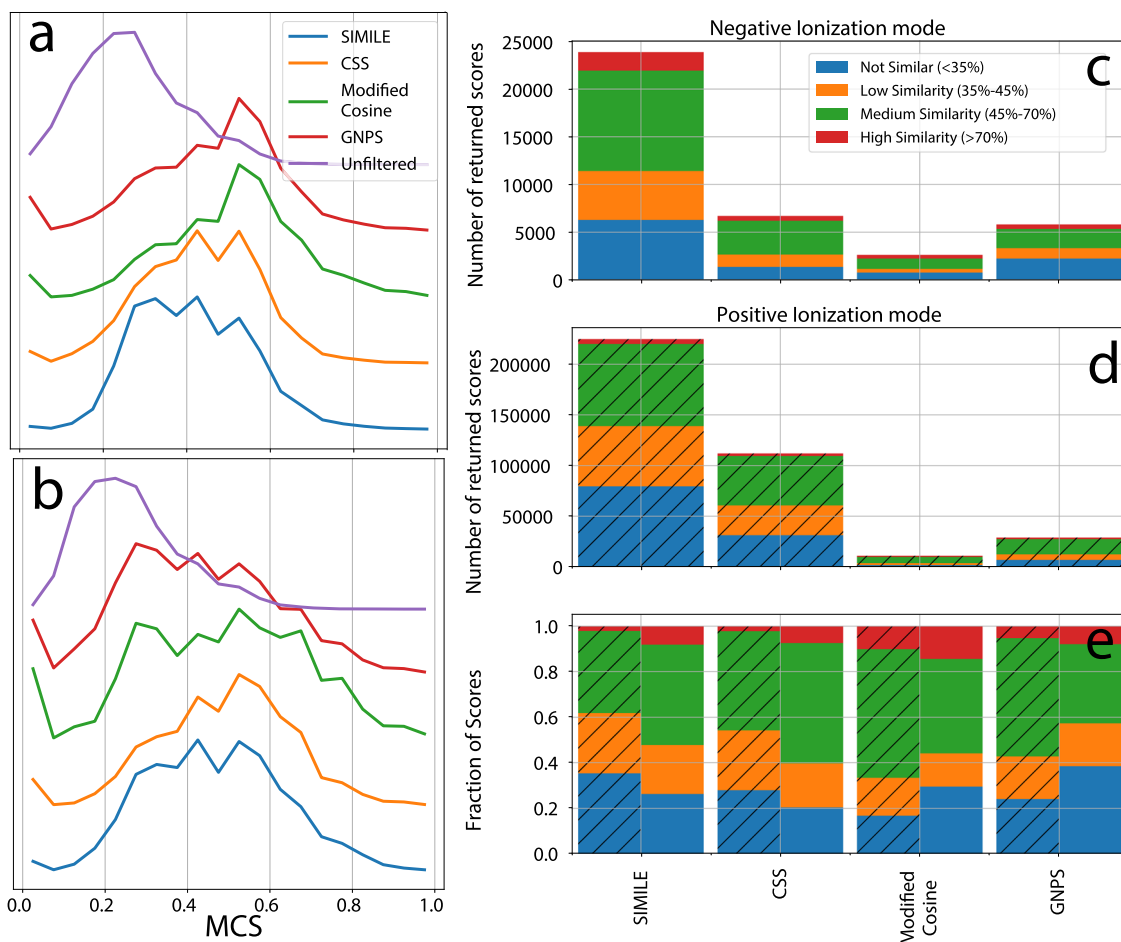 a
SIMILE
CSS
Modified
Cosine
GNPS
Unfiltered
b
0.0 0.2 0.4 0.6 0.8 1.0
MCS
Negative Ionization mode
c
Number of returned scores
25000
20000
15000
10000
5000
0
Not Similar (<35%)
Low Similarity (35%-45%)
Medium Similarity (45%-70%)
High Similarity (>70%)
Positive Ionization mode
d
Number of returned scores
200000
150000
100000
50000
0
e
Fraction of Scores
1.0
0.8
0.6
0.4
0.2
0.0
SIMILE
CSS
Modified
Cosine
GNPS